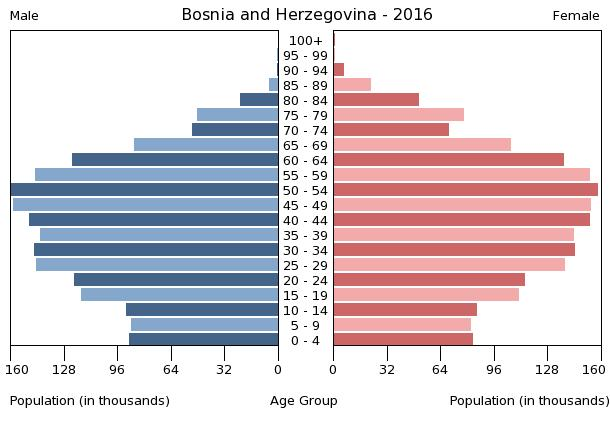 Bosnia and Herzegovina - 2016
Male
Female
100+
95 - 99
90 - 94
85 - 89
80 - 84
75 - 79
70 - 74
65 - 69
60 - 64
55 - 59
50 - 54
45 - 49
40 - 44
35 - 39
30 - 34
25 - 29
20 - 24
15 - 19
10 - 14
5 - 9
0 - 4
160 128 96 64 32 0 0 32 64 96 128 160
Population (in thousands) Age Group Population (in thousands)